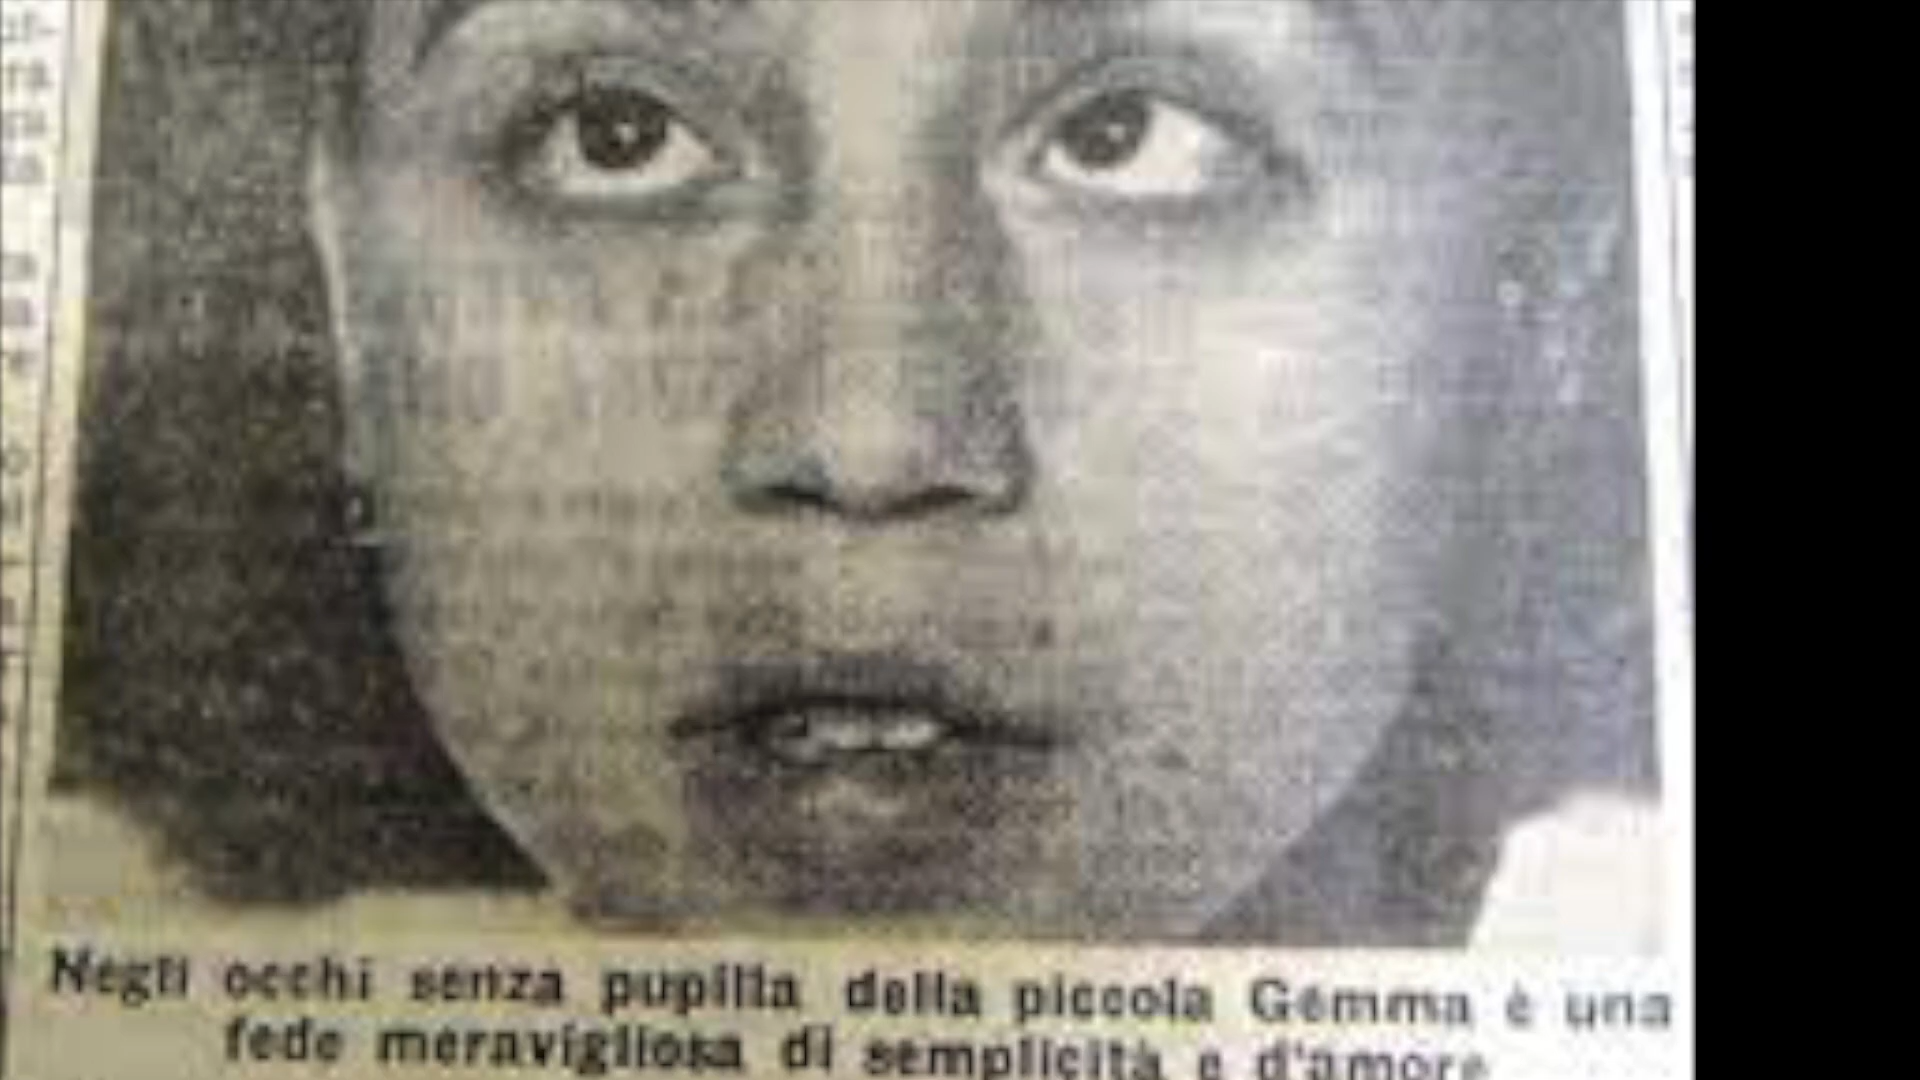 Negli occhi senza pupilla della piccola Gemma è una
fede meravigliosa di semplicità e d'amore